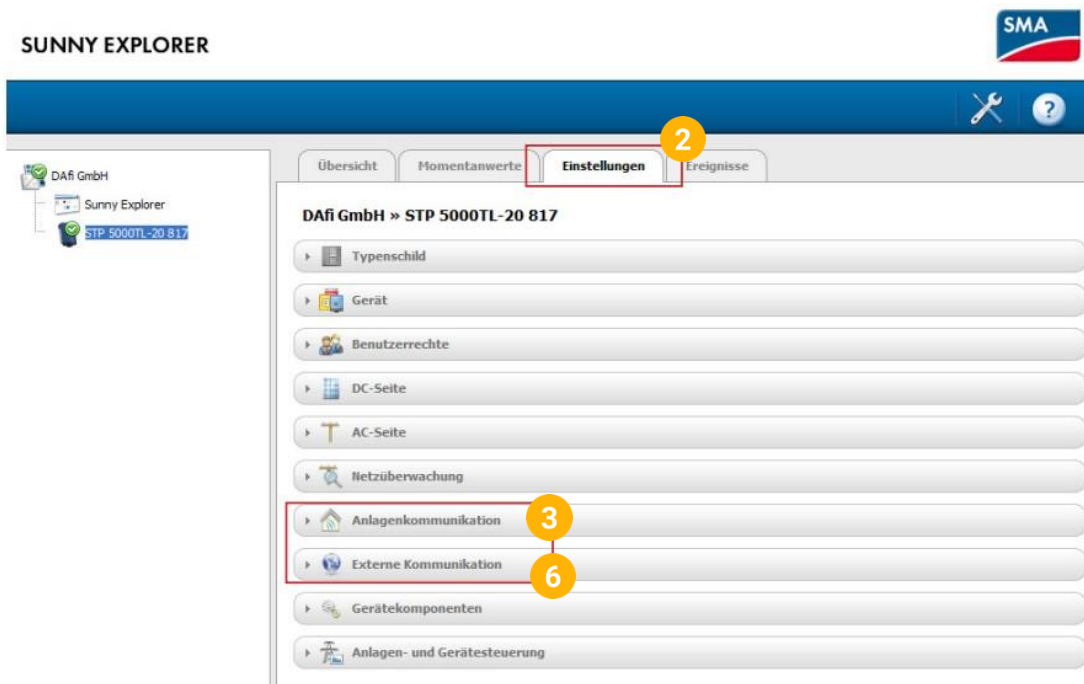 SUNNY EXPLORER
SMA
?
DAfi GmbH
Sunny Explorer
STP 5000TL-20 817
Übersicht
Momentanwerte
Einstellungen
2
Ereignisse
DAfi GmbH » STP 5000TL-20 817
Typenschild
Gerät
Benutzerrechte
DC-Seite
AC-Seite
Netzüberwachung
Anlagenkommunikation
3
Externe Kommunikation
6
Gerätekomponenten
Anlagen- und Gerätesteuerung